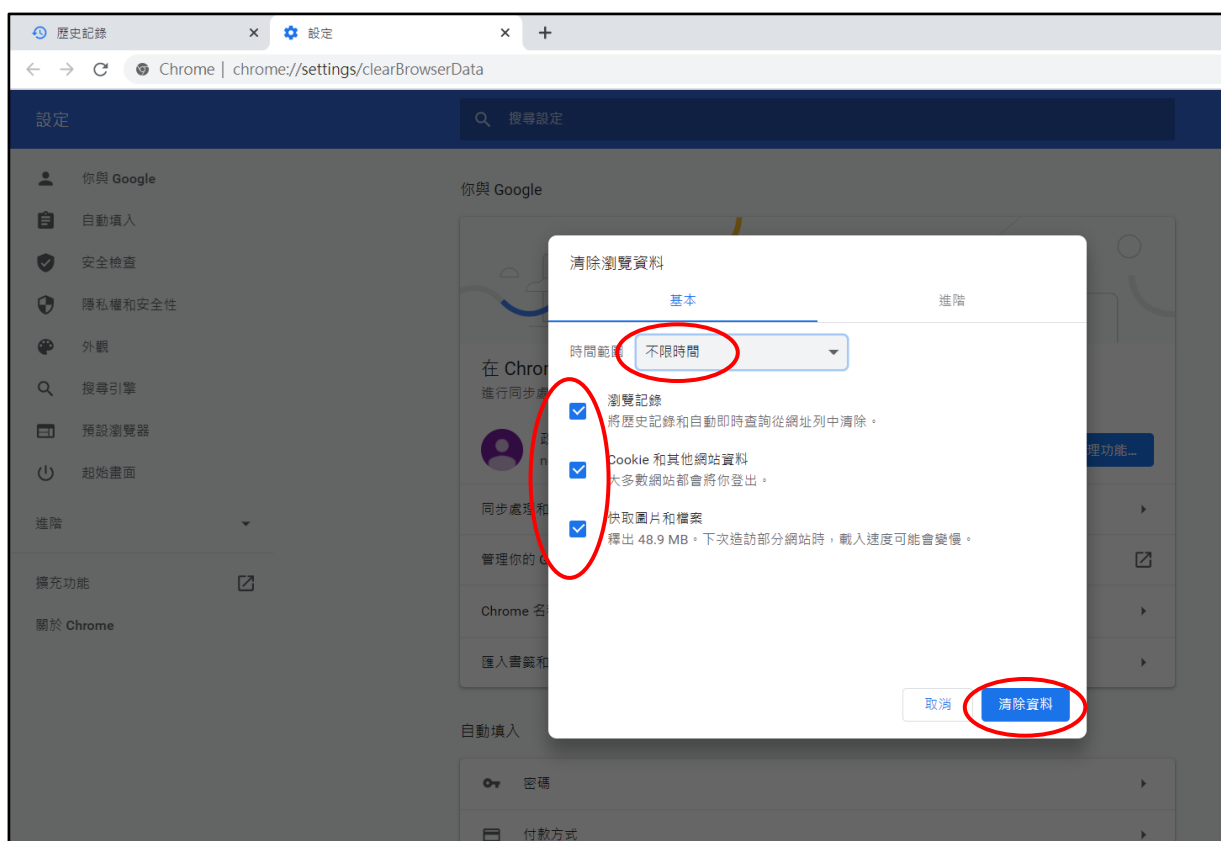 歷史記錄
設定
Chrome | chrome://settings/clearBrowserData
設定
搜尋設定
你與 Google
自動填入
安全檢查
隱私權和安全性
外觀
搜尋引擎
預設瀏覽器
起始畫面
進階
擴充功能
關於 Chrome
你與 Google
在 Chror
進行同步處
n
理功能...
同步處理和
管理你的 G
Chrome 名
匯入書籤和
自動填入
密碼
付款方式
清除瀏覽資料
基本
進階
時間範圍
不限時間
瀏覽記錄
將歷史記錄和自動即時查詢從網址列中清除。
Cookie 和其他網站資料
大多數網站都會將你登出。
快取圖片和檔案
釋出 48.9 MB。下次造訪部分網站時，載入速度可能會變慢。
取消
清除資料